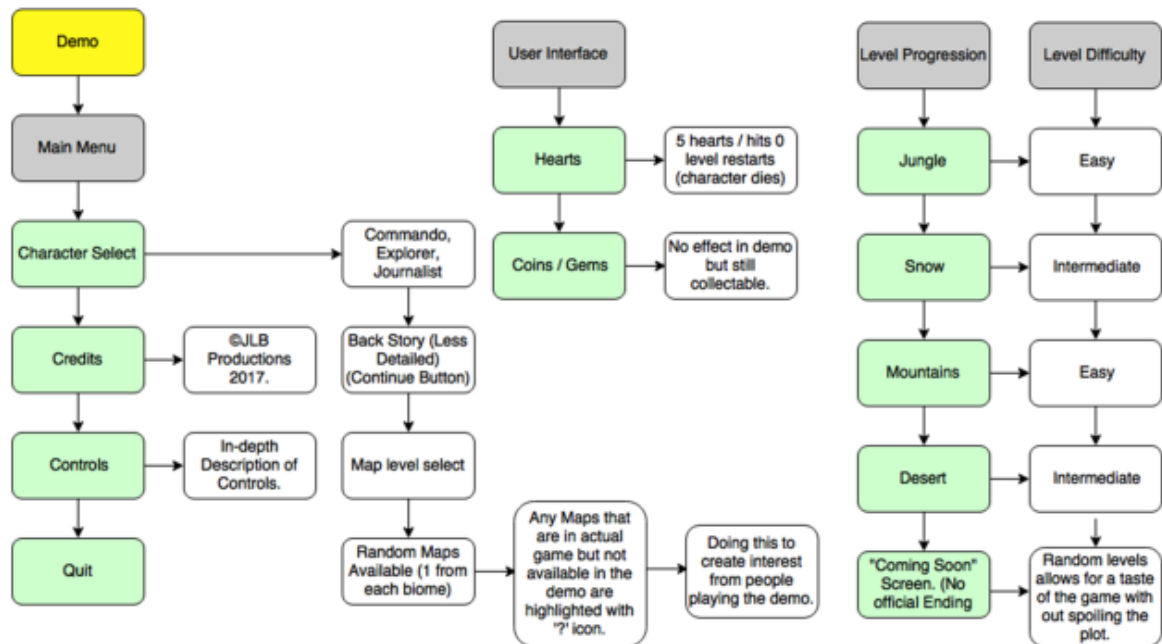 Demo
Main Menu
Character Select
Commando,
Explorer,
Journalist
Credits
©JLB
Productions
2017.
Back Story (Less
Detailed)
(Continue Button)
Controls
In-depth
Description of
Controls.
Map level select
Quit
Random Maps
Available (1 from
each biome)
Any Maps that
are in actual
game but not
available in the
demo are
highlighted with
'?' icon.
Doing this to
create interest
from people
playing the demo.
User Interface
Hearts
5 hearts / hits 0
level restarts
(character dies)
Coins / Gems
No effect in demo
but still
collectable.
Level Progression
Level Difficulty
Jungle
Easy
Snow
Intermediate
Mountains
Easy
Desert
Intermediate
"Coming Soon"
Screen. (No
official Ending
Random levels
allows for a taste
of the game with
out spoiling the
plot.